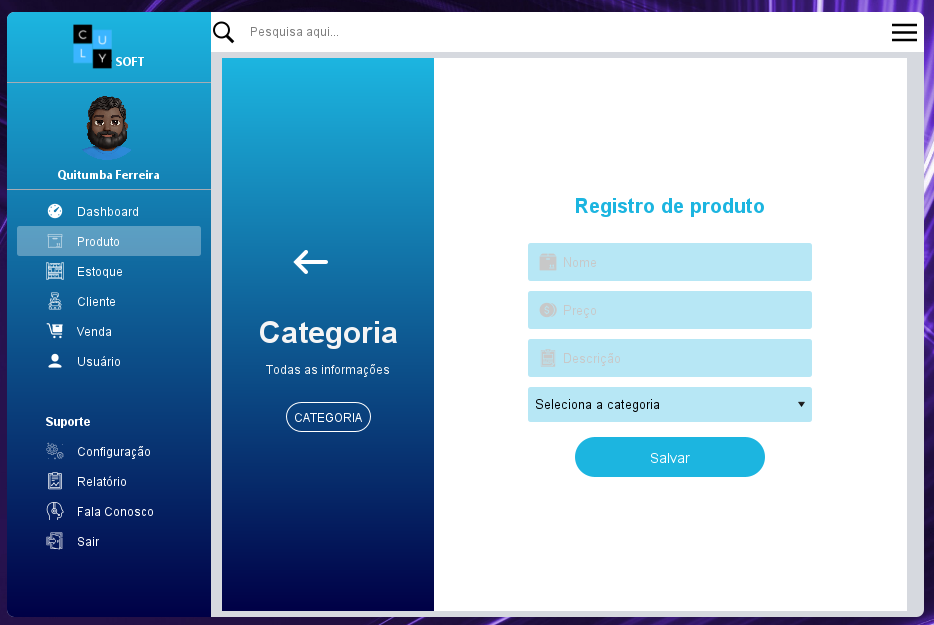 C U
L Y SOFT
Quitumba Ferreira
Dashboard
Produto
Estoque
Cliente
Venda
Usuário
Suporte
Configuração
Relatório
Fala Conosco
Sair
Pesquisa aqui...
Categoria
Todas as informações
CATEGORIA
Registro de produto
Nome
Preço
Descrição
Seleciona a categoria
Salvar